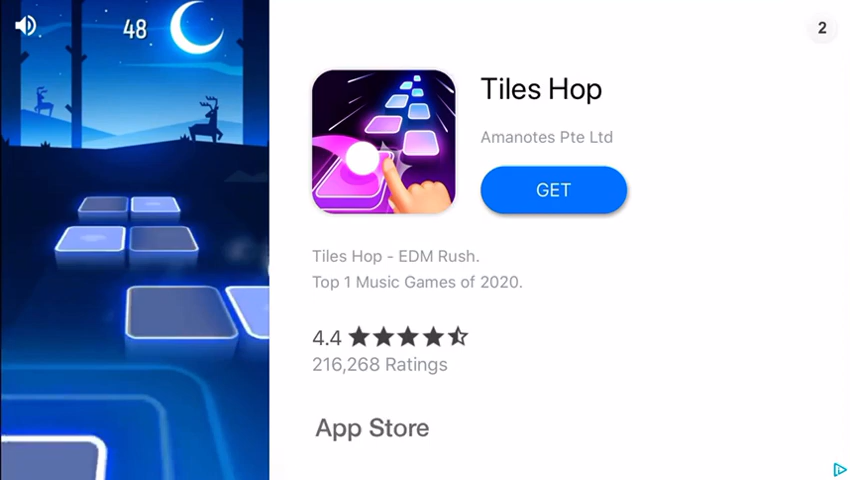 48
2
Tiles Hop
Amanotes Pte Ltd
GET
Tiles Hop - EDM Rush.
Top 1 Music Games of 2020.
4.4
216,268 Ratings
App Store